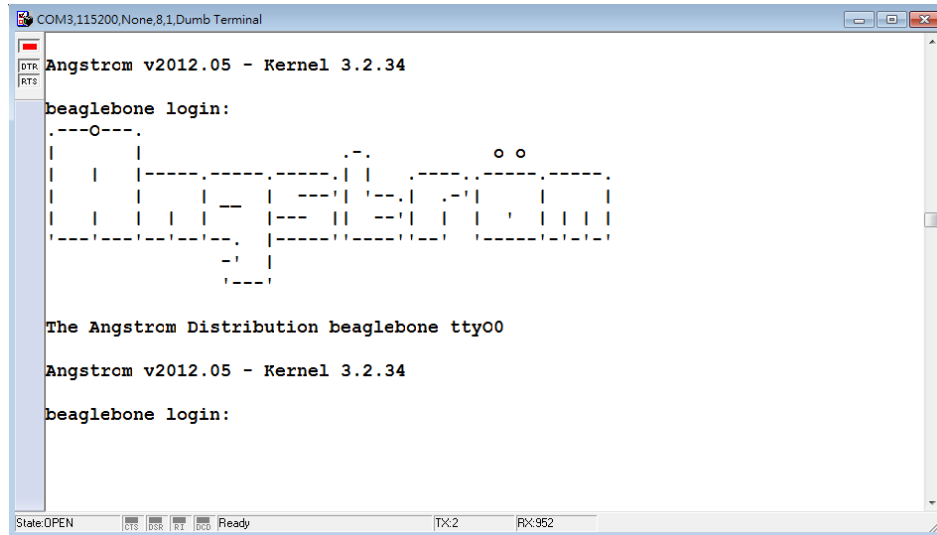 COM3,115200,None,8,1,Dumb Terminal
DTR
RTS
Angstrom v2012.05 - Kernel 3.2.34
beaglebone login:
.---O---.
|       |                  .-.           o o
|   |   |-----.-----.-----.| |   .----..-----.-----.
|       |     | __  |  ---'| '--.|  .-'|     |     |
|   |   |  |  |     |---  ||  --'|  |  |  '  | | | |
'---'---'--'--'--.  |-----''----''--'  '-----'-'-'-'
                -'  |
                '---'
The Angstrom Distribution beaglebone ttyO0
Angstrom v2012.05 - Kernel 3.2.34
beaglebone login:
State:OPEN CTS DSR RI DCD Ready TX:2 RX:952